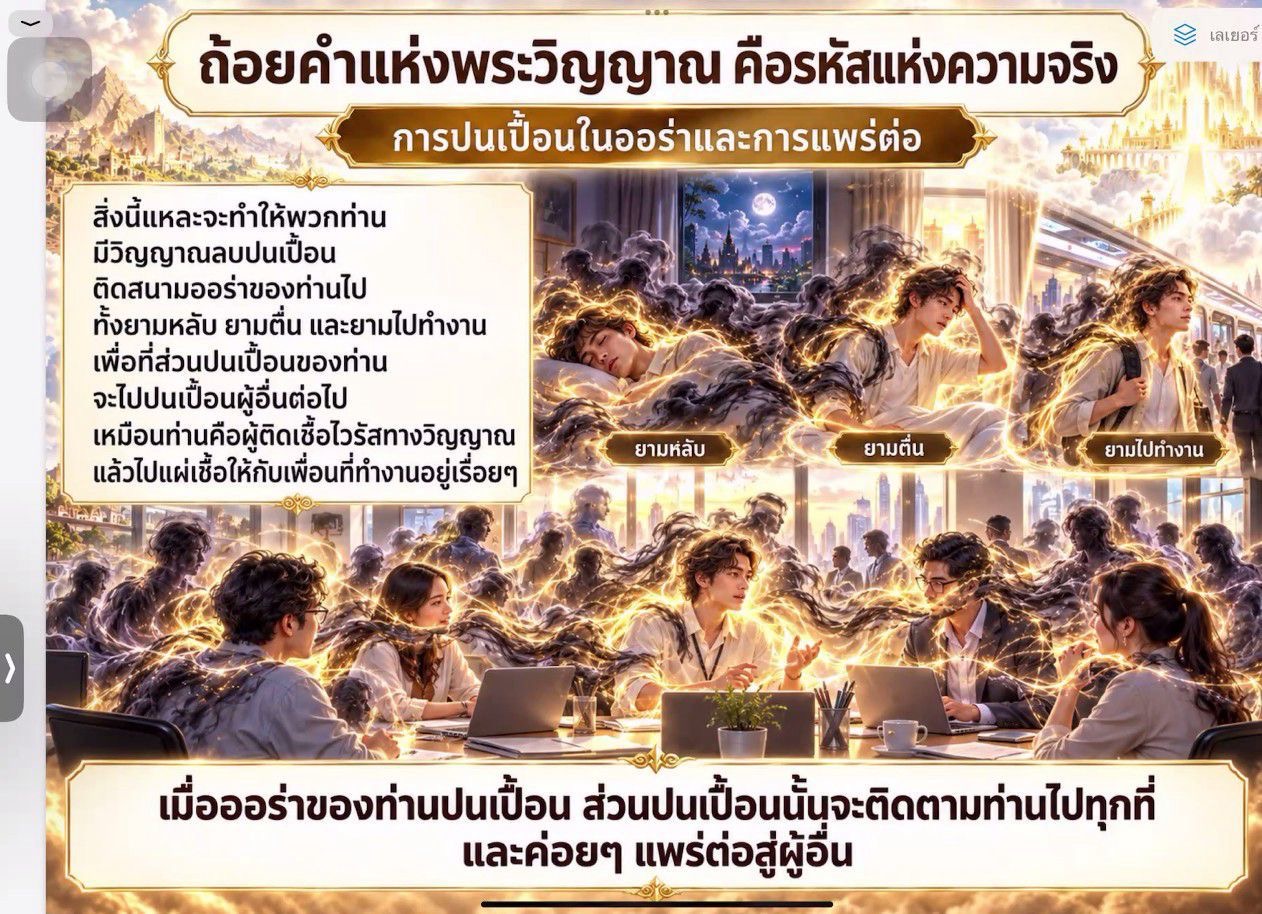 ถ้อยคำแห่งพระวิญญาณ คือรหัสแห่งความจริง
เลเยอร์
การปนเปื้อนในออร่าและการแพร่ต่อ
สิ่งนี้แหละจะทำให้พวกท่าน
มีวิญญาณลบปนเปื้อน
ติดสนามออร่าของท่านไป
ทั้งยามหลับ ยามตื่น และยามไปทำงาน
เพื่อที่ส่วนปนเปื้อนของท่าน
จะไปปนเปื้อนผู้อื่นต่อไป
เหมือนท่านคือผู้ติดเชื้อไวรัสทางวิญญาณ
แล้วไปแผ่เชื้อให้กับเพื่อนที่ทำงานอยู่เรื่อยๆ
ยามหลับ
ยามตื่น
ยามไปทำงาน
เมื่อออร่าของท่านปนเปื้อน ส่วนปนเปื้อนนั้นจะติดตามท่านไปทุกที่
และค่อยๆ แพร่ต่อสู่ผู้อื่น